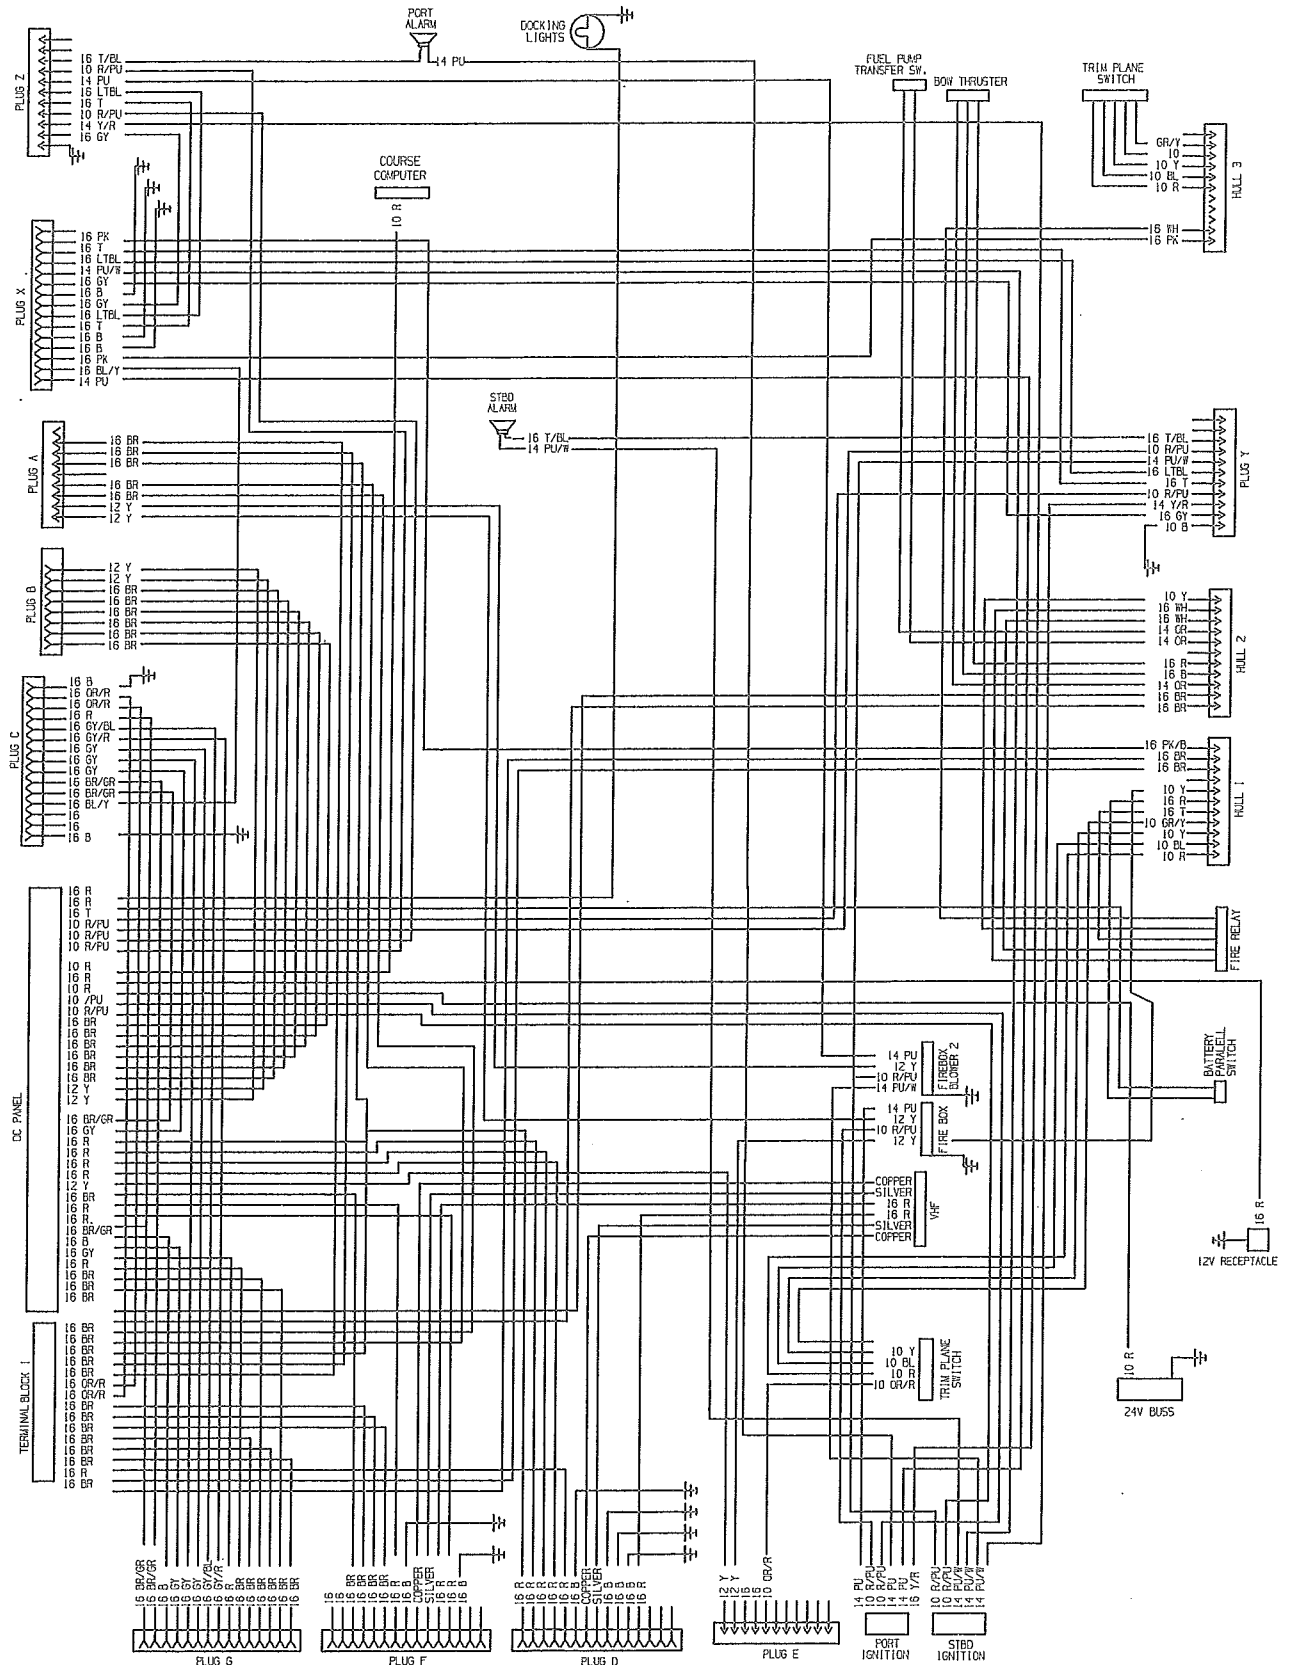 PORT
ALARM
14 PU
DOCKING
LIGHTS
FUEL PUMP
TRANSFER SW.
BOW THRUSTER
TRIM PLANE
SWITCH
PLUG Z
16 T/BL
10 R/PU
14 PU
16 LTBL
16 T
10 R/PU
14 Y/R
16 GY
COURSE
COMPUTER
10 R
HULL 3
GR/Y
10
10 Y
10 BL
10 R
16 WH
16 PK
PLUG X
16 PK
16 T
16 LTBL
14 PU/W
16 GY
16 B
16 GY
16 LTBL
16 T
16 B
16 B
16 PK
16 BL/Y
14 PU
STBD
ALARM
16 T/BL
14 PU/W
PLUG A
16 BR
16 BR
16 BR
16 BR
16 BR
12 Y
12 Y
PLUG Y
16 T/BL
10 R/PU
14 PU/W
16 LTBL
16 T
10 R/PU
14 Y/R
16 GY
10 B
PLUG B
12 Y
12 Y
16 BR
16 BR
16 BR
16 BR
16 BR
16 BR
HULL 2
10 Y
16 WH
16 WH
14 OR
14 OR
16 R
16 B
14 OR
16 BR
16 BR
PLUG C
16 B
16 OR/R
16 OR/R
16 R
16 GY/BL
16 GY/R
16 GY
16 GY
16 GY
16 BR/GR
16 BR/GR
16 BL/Y
16
16
16 B
HULL 1
16 PK/B
16 BR
16 BR
10 Y
16 R
16 T
10 GR/Y
10 Y
10 BL
10 R
DC PANEL
16 R
16 R
16 T
10 R/PU
10 R/PU
10 R/PU
10 R
16 R
10 R
10 /PU
10 R/PU
16 BR
16 BR
16 BR
16 BR
16 BR
16 BR
12 Y
12 Y
16 BR/GR
16 GY
16 R
16 R
16 R
16 R
12 Y
16 BR
16 R
16 R.
16 BR/GR
16 B
16 GY
16 R
16 BR
16 BR
16 BR
FIRE RELAY
BATTERY
PARALELL
SWITCH
14 PU
12 Y
10 R/PU
14 PU/W
FIREBOX
BLOWER 2
14 PU
12 Y
10 R/PU
12 Y
FIRE BOX
COPPER
SILVER
16 R
16 R
SILVER
COPPER
VHF
16 R
12V RECEPTACLE
10 Y
10 BL
10 R
10 OR/R
TRIM PLANE
SWITCH
10 R
24V BUSS
TERMINAL BLOCK 1
16 BR
16 BR
16 BR
16 BR
16 BR
16 OR/R
16 OR/R
16 BR
16 BR
16 BR
16 BR
16 BR
16 BR
16 R
16 BR
16 BR/GR
16 BR/GR
16 B
16 GY
16 GY
16 GY
16 GY/BL
16 GY/R
16 R
16 BR
16 BR
16 BR
16 BR
16 BR
16 BR
PLUG G
16
16
16 BR
16 BR
16 BR
16 BR
16 R
16 B
COPPER
SILVER
16 R
16 R
16 B
PLUG F
16 R
16 R
16 R
16 R
16 R
16 B
COPPER
SILVER
16 B
16 B
16 B
16 R
PLUG D
12 Y
12 Y
16
16
10 OR/R
PLUG E
14 PU
10 R/PU
10 R/PU
14 PU
14 PU
16 Y/R
PORT
IGNITION
10 R/PU
10 R/PU
14 PU/W
14 PU/W
14 PU/W
STBD
IGNITION